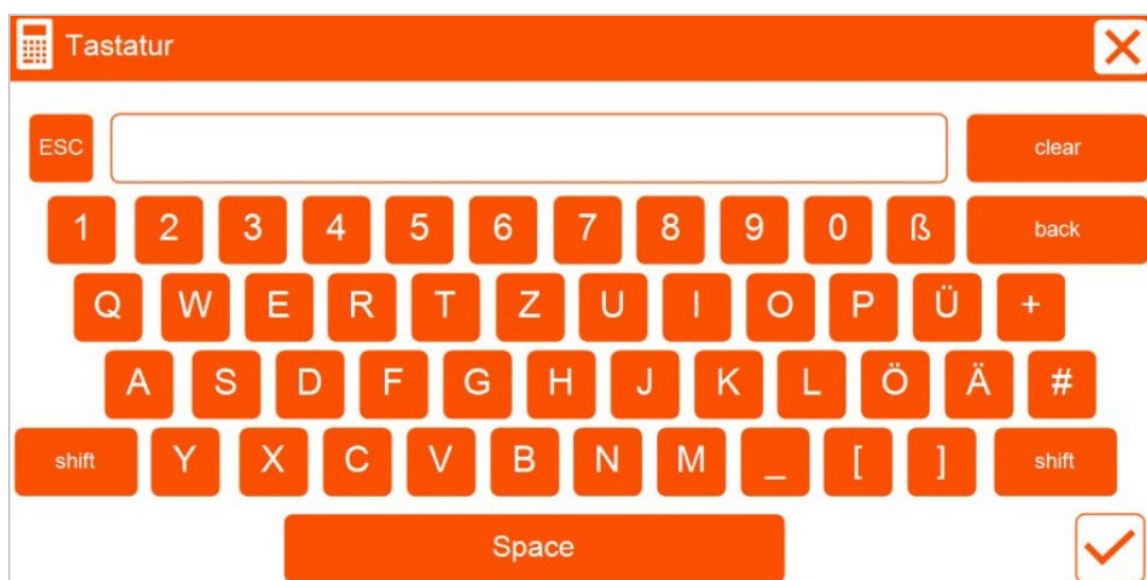 Tastatur
ESC clear
1 2 3 4 5 6 7 8 9 0 ß back
Q W E R T Z U I O P Ü +
A S D F G H J K L Ö Ä #
shift Y X C V B N M _ [ ] shift
Space